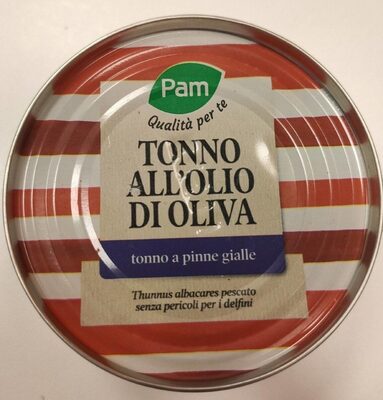 Pam
Qualità per te
TONNO
ALL'OLIO
DI OLIVA
tonno a pinne gialle
Thunnus albacares pescato
senza pericoli per i delfini